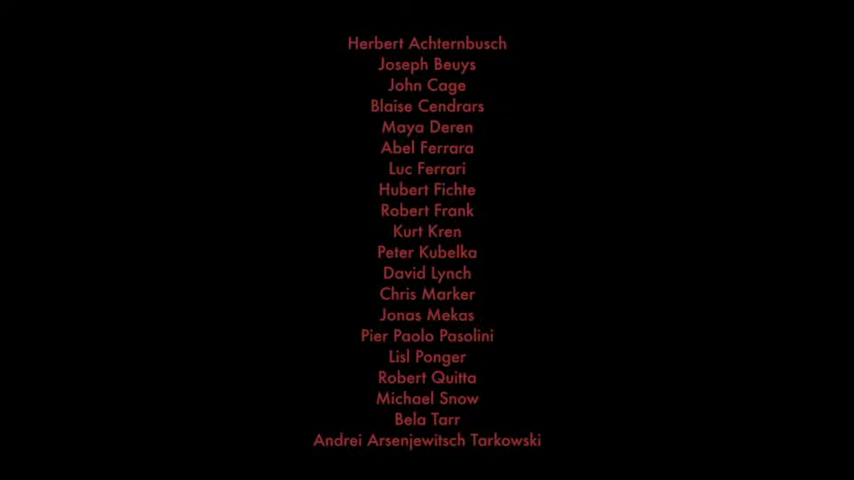 Herbert Achternbusch
Joseph Beuys
John Cage
Blaise Cendrars
Maya Deren
Abel Ferrara
Luc Ferrari
Hubert Fichte
Robert Frank
Kurt Kren
Peter Kubelka
David Lynch
Chris Marker
Jonas Mekas
Pier Paolo Pasolini
Lisl Ponger
Robert Quitta
Michael Snow
Bela Tarr
Andrei Arsenjewitsch Tarkowski